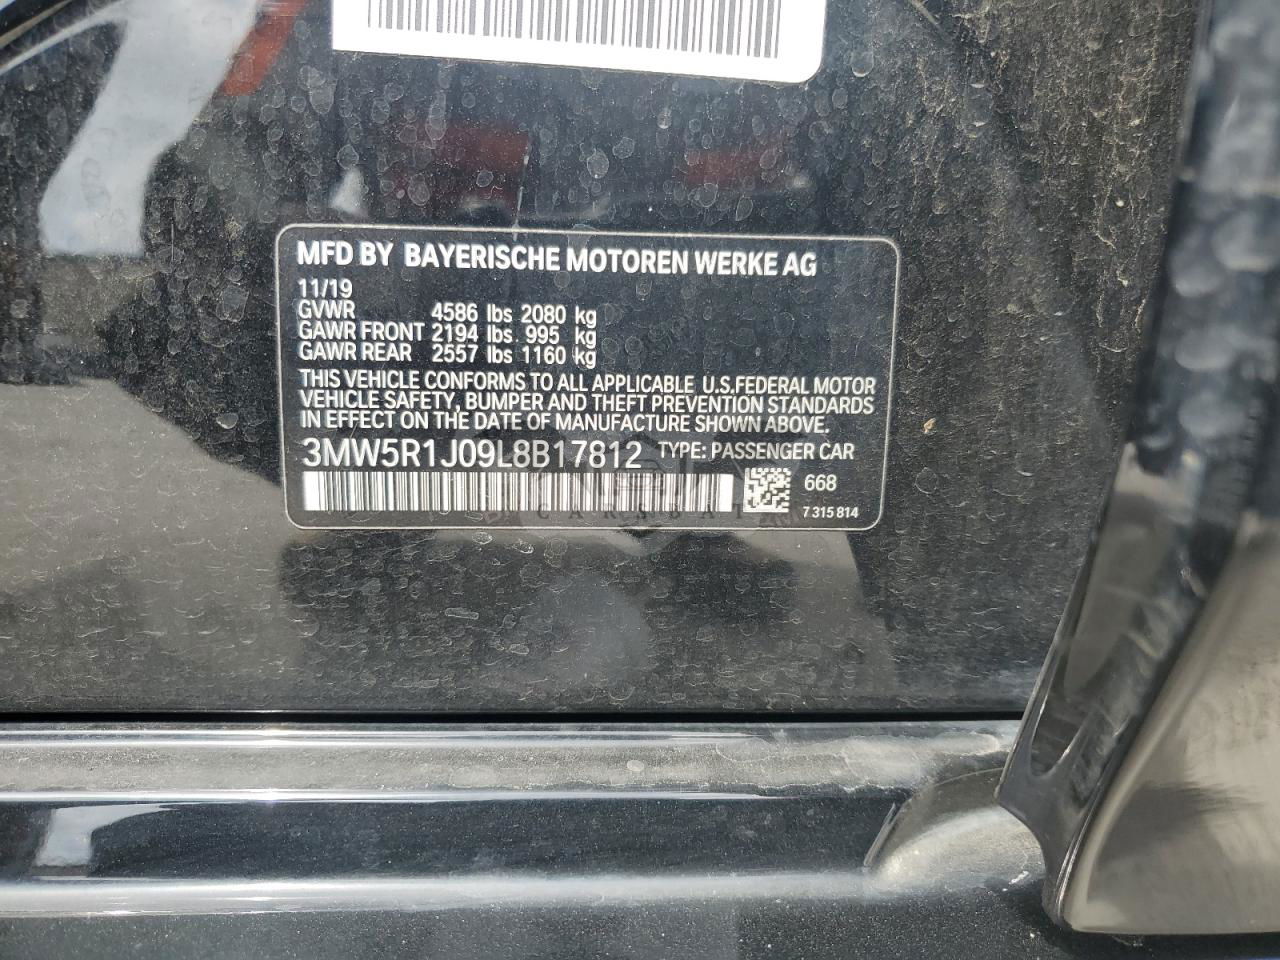 MFD BY BAYERISCHE MOTOREN WERKE AG
11/19
GVWR 4586 lbs 2080 kg
GAWR FRONT 2194 lbs 995 kg
GAWR REAR 2557 lbs 1160 kg
THIS VEHICLE CONFORMS TO ALL APPLICABLE U.S.FEDERAL MOTOR
VEHICLE SAFETY, BUMPER AND THEFT PREVENTION STANDARDS
IN EFFECT ON THE DATE OF MANUFACTURE SHOWN ABOVE.
3MW5R1J09L8B17812 TYPE: PASSENGER CAR
668
7 315 814